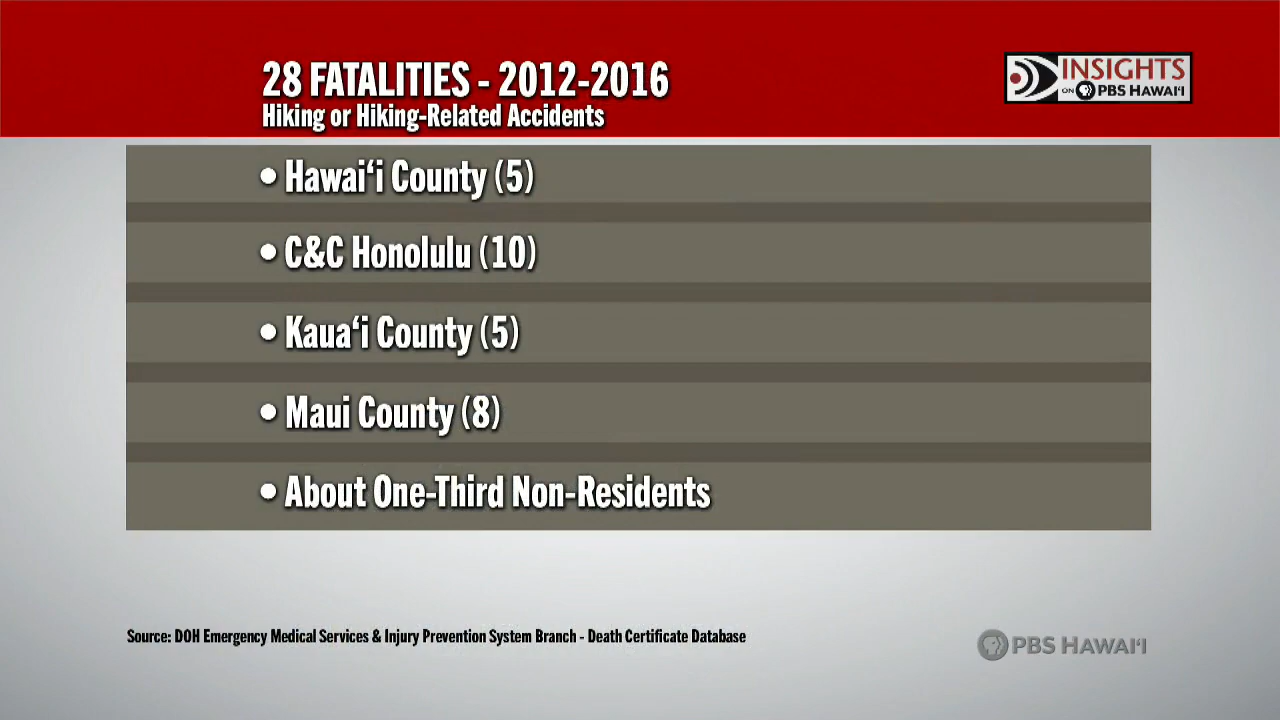 28 FATALITIES - 2012-2016
Hiking or Hiking-Related Accidents
INSIGHTS
ON PBS HAWAIʻI
• Hawaiʻi County (5)
• C&C Honolulu (10)
• Kauaʻi County (5)
• Maui County (8)
• About One-Third Non-Residents
Source: DOH Emergency Medical Services & Injury Prevention System Branch - Death Certificate Database
PBS HAWAIʻI